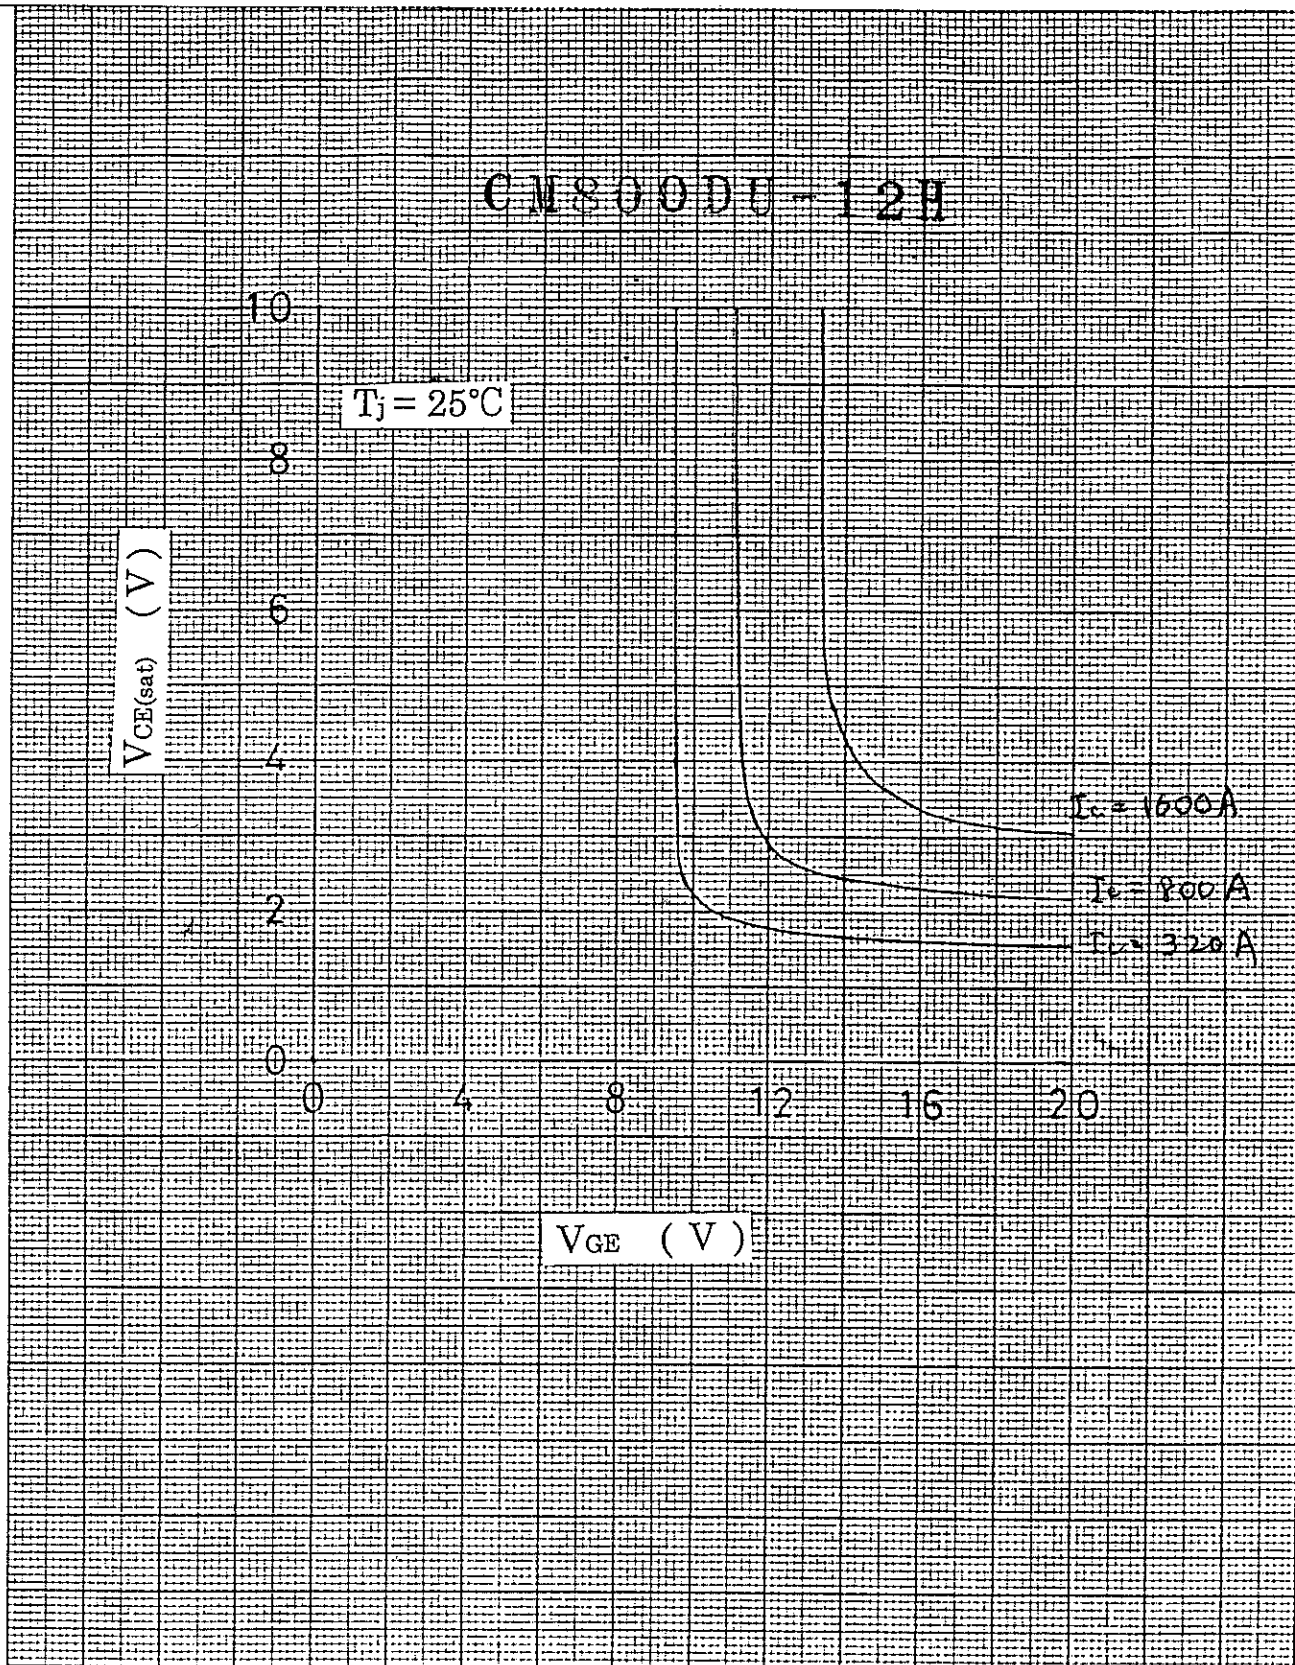 CM800DU-12H
10
Tj = 25°C
8
VCE(sat) ( V )
6
4
Ic = 1600A
Ic = 800A
2
Ic = 320A
0
0 4 8 12 16 20
VGE ( V )